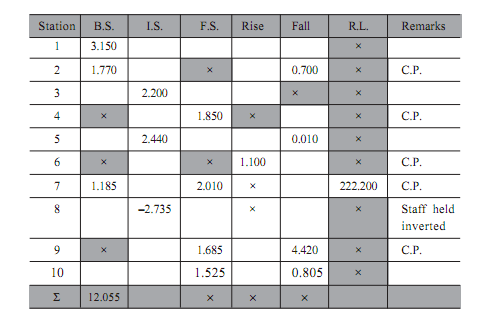 Station B.S. I.S. F.S. Rise Fall R.L. Remarks
1 3.150 ×
2 1.770 × 0.700 × C.P.
3 2.200 × ×
4 × 1.850 × × C.P.
5 2.440 0.010 ×
6 × × 1.100 × C.P.
7 1.185 2.010 × 222.200 C.P.
8 –2.735 × × Staff held
inverted
9 × 1.685 4.420 × C.P.
10 1.525 0.805 ×
Σ 12.055 × × ×